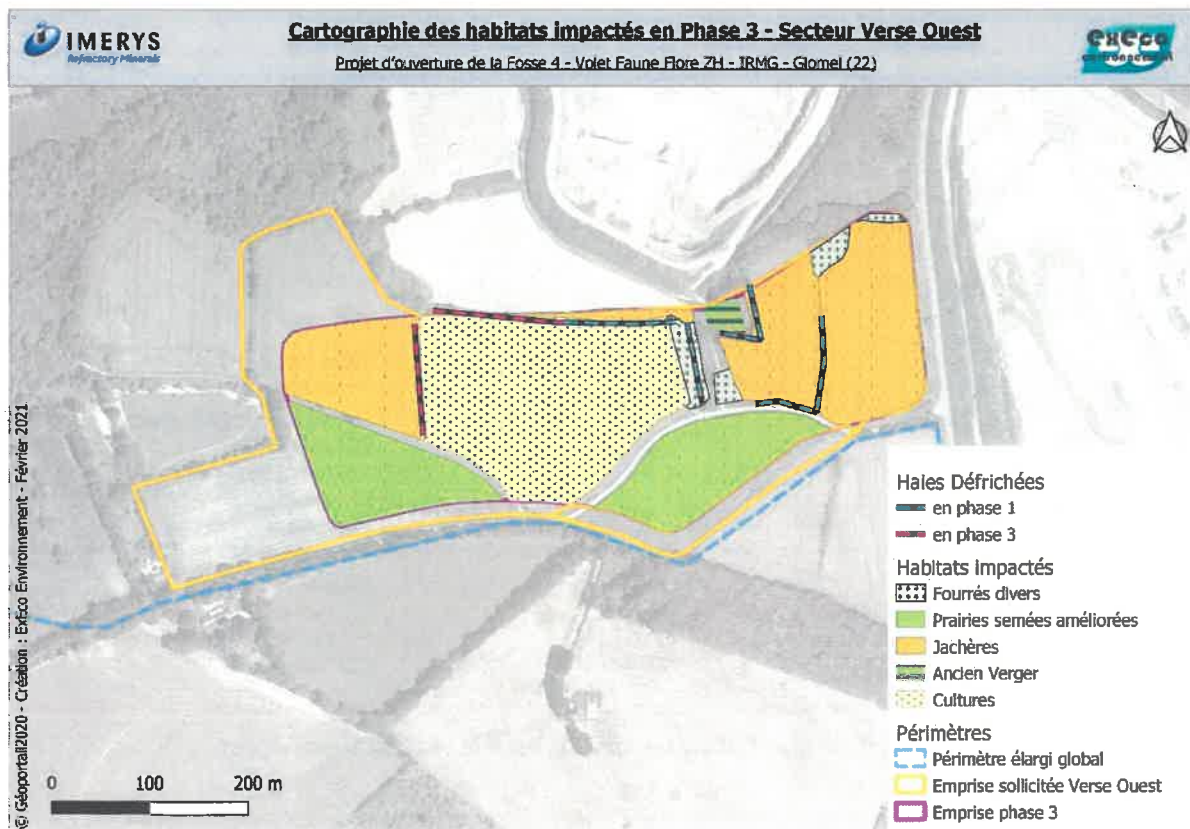 IMERYS
Refractory Minerals
Cartographie des habitats impactés en Phase 3 - Secteur Verse Ouest
Projet d'ouverture de la Fosse 4 - Volet Faune Flore ZH - IRMG - Glomel (22)
execo
environnement
© Géoportail2020 - Création : ExEco Environnement - Février 2021
Haies Défrichées
en phase 1
en phase 3
Habitats impactés
Fourrés divers
Prairies semées améliorées
Jachères
Ancien Verger
Cultures
Périmètres
Périmètre élargi global
Emprise sollicitée Verse Ouest
Emprise phase 3
0 100 200 m